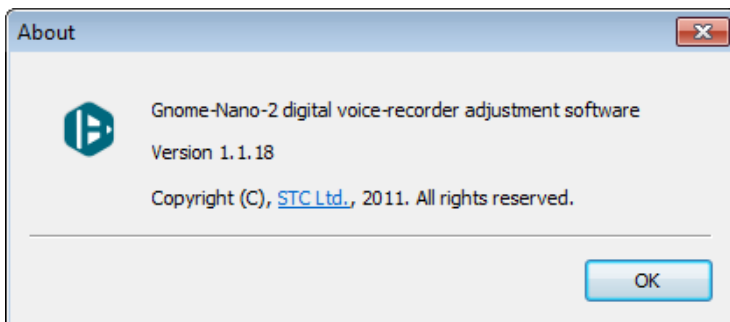 About
Gnome-Nano-2 digital voice-recorder adjustment software
Version 1.1.18
Copyright (C), STC Ltd., 2011. All rights reserved.
OK